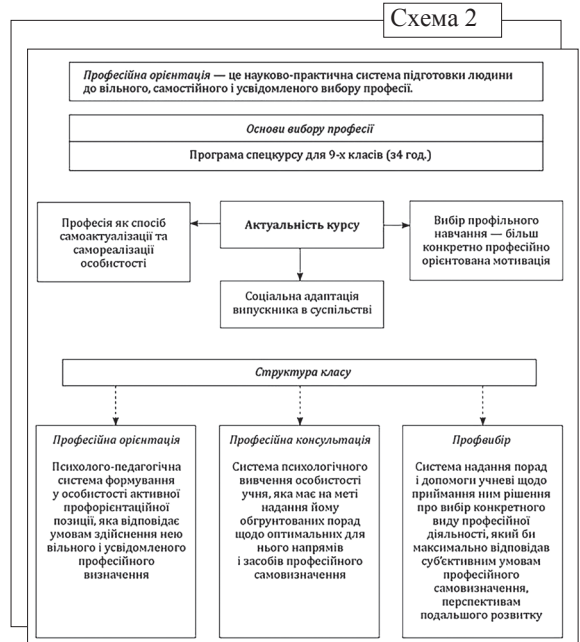 Схема 2
Професійна орієнтація — це науково-практична система підготовки людини
до вільного, самостійного і усвідомленого вибору професії.
Основи вибору професії
Програма спецкурсу для 9-х класів (з4 год.)
Професія як спосіб
самоактуалізації та
самореалізації
особистості
Актуальність курсу
Вибір профільного
навчання — більш
конкретно професійно
орієнтована мотивація
Соціальна адаптація
випускника в суспільстві
Структура класу
Професійна орієнтація
Психолого-педагогічна
система формування
у особистості активної
профорієнтаційної
позиції, яка відповідає
умовам здійснення нею
вільного і усвідомленого
професійного
визначення
Професійна консультація
Система психологічного
вивчення особистості
учня, яка має на меті
надання йому
обгрунтованих порад
щодо оптимальних для
нього напрямів
і засобів професійного
самовизначення
Профвибір
Система надання порад
і допомоги учневі щодо
приймання ним рішення
про вибір конкретного
виду професійної
діяльності, який би
максимально відповідав
суб’єктивним умовам
професійного
самовизначення,
перспективам
подальшого розвитку